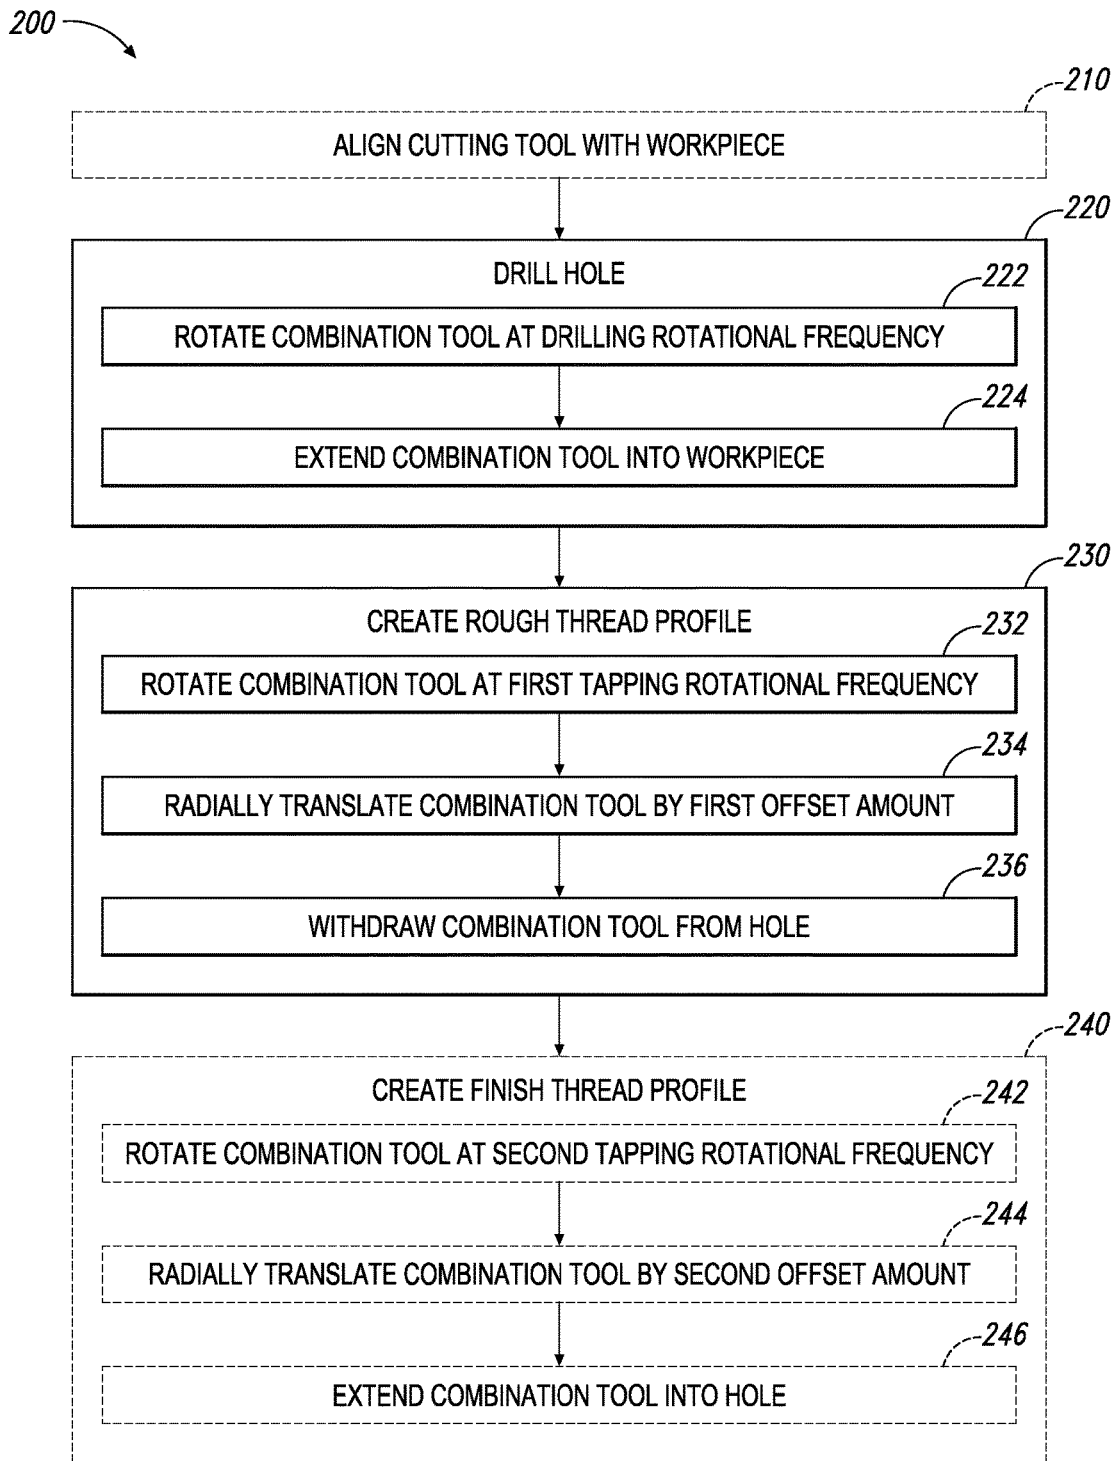 200
210
ALIGN CUTTING TOOL WITH WORKPIECE
220
DRILL HOLE
222
ROTATE COMBINATION TOOL AT DRILLING ROTATIONAL FREQUENCY
224
EXTEND COMBINATION TOOL INTO WORKPIECE
230
CREATE ROUGH THREAD PROFILE
232
ROTATE COMBINATION TOOL AT FIRST TAPPING ROTATIONAL FREQUENCY
234
RADIALLY TRANSLATE COMBINATION TOOL BY FIRST OFFSET AMOUNT
236
WITHDRAW COMBINATION TOOL FROM HOLE
240
CREATE FINISH THREAD PROFILE
242
ROTATE COMBINATION TOOL AT SECOND TAPPING ROTATIONAL FREQUENCY
244
RADIALLY TRANSLATE COMBINATION TOOL BY SECOND OFFSET AMOUNT
246
EXTEND COMBINATION TOOL INTO HOLE